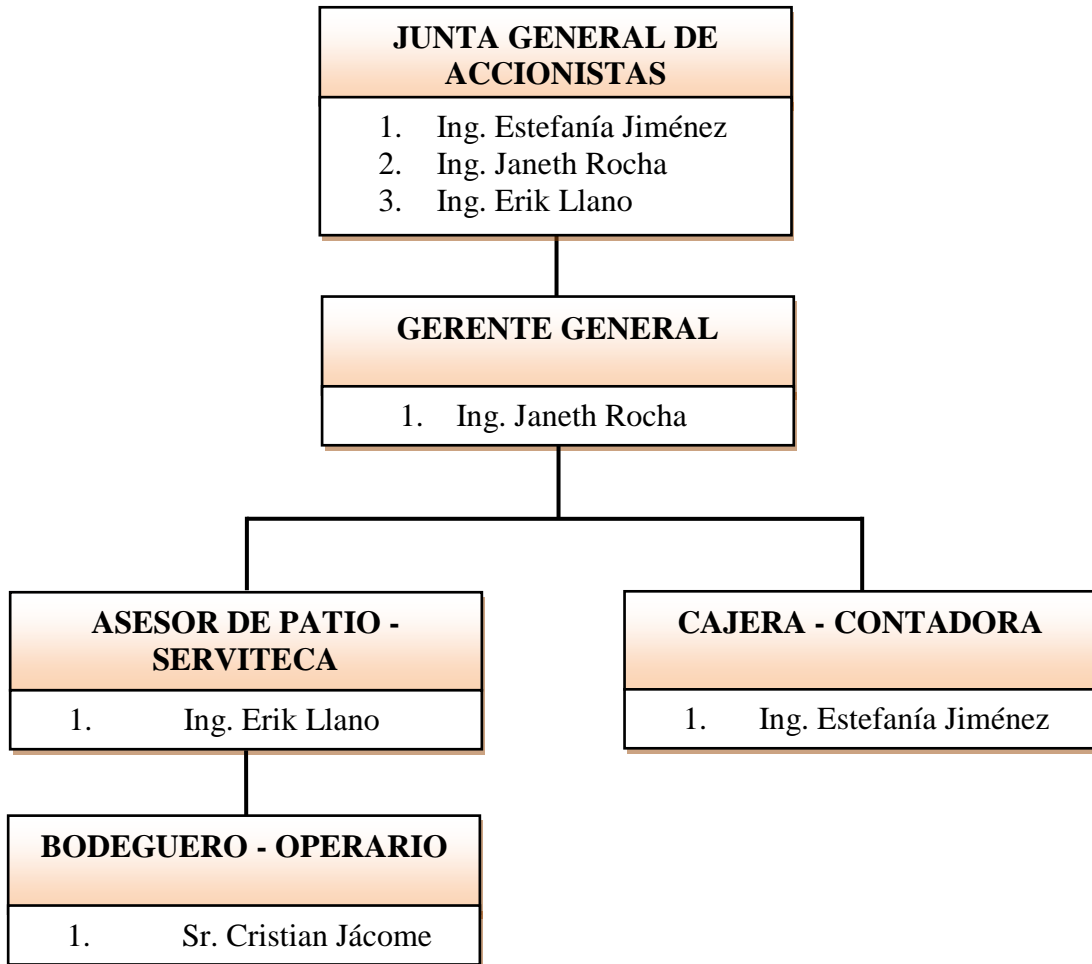 JUNTA GENERAL DE
ACCIONISTAS
1. Ing. Estefanía Jiménez
2. Ing. Janeth Rocha
3. Ing. Erik Llano
GERENTE GENERAL
1. Ing. Janeth Rocha
ASESOR DE PATIO -
SERVITECA
1. Ing. Erik Llano
CAJERA - CONTADORA
1. Ing. Estefanía Jiménez
BODEGUERO - OPERARIO
1. Sr. Cristian Jácome